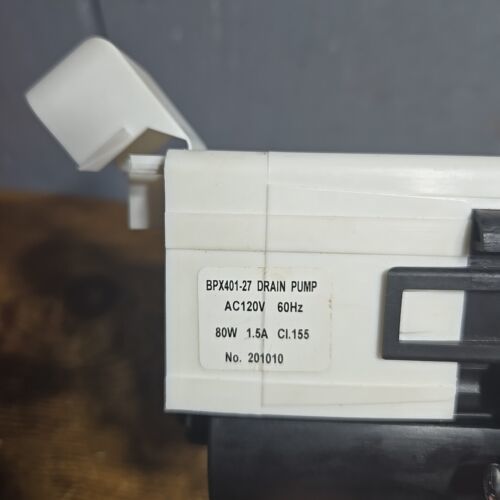 BPX401-27 DRAIN PUMP
AC120V 60Hz
80W 1.5A Cl.155
No. 201010